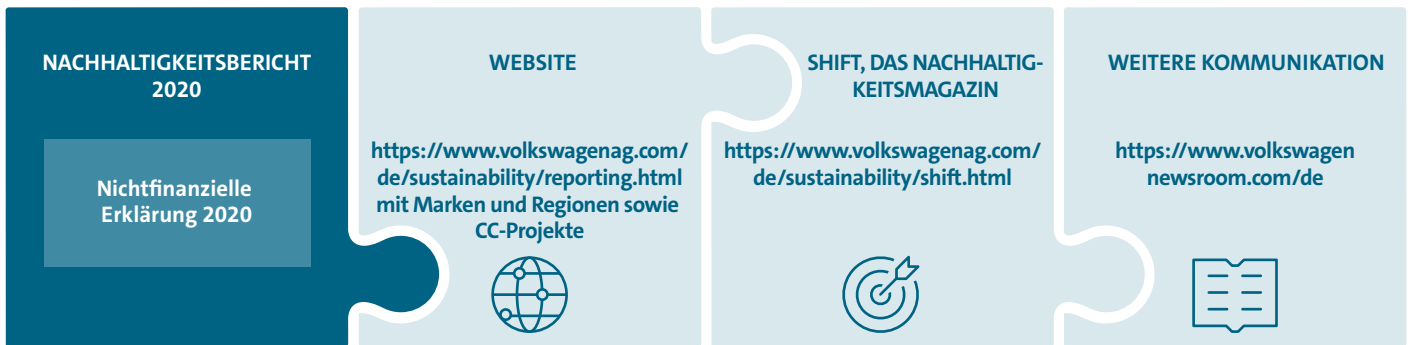 NACHHALTIGKEITSBERICHT
2020
Nichtfinanzielle
Erklärung 2020
WEBSITE
https://www.volkswagenag.com/
de/sustainability/reporting.html
mit Marken und Regionen sowie
CC-Projekte
SHIFT, DAS NACHHALTIG-
KEITSMAGAZIN
https://www.volkswagenag.com/
de/sustainability/shift.html
WEITERE KOMMUNIKATION
https://www.volkswagen
newsroom.com/de